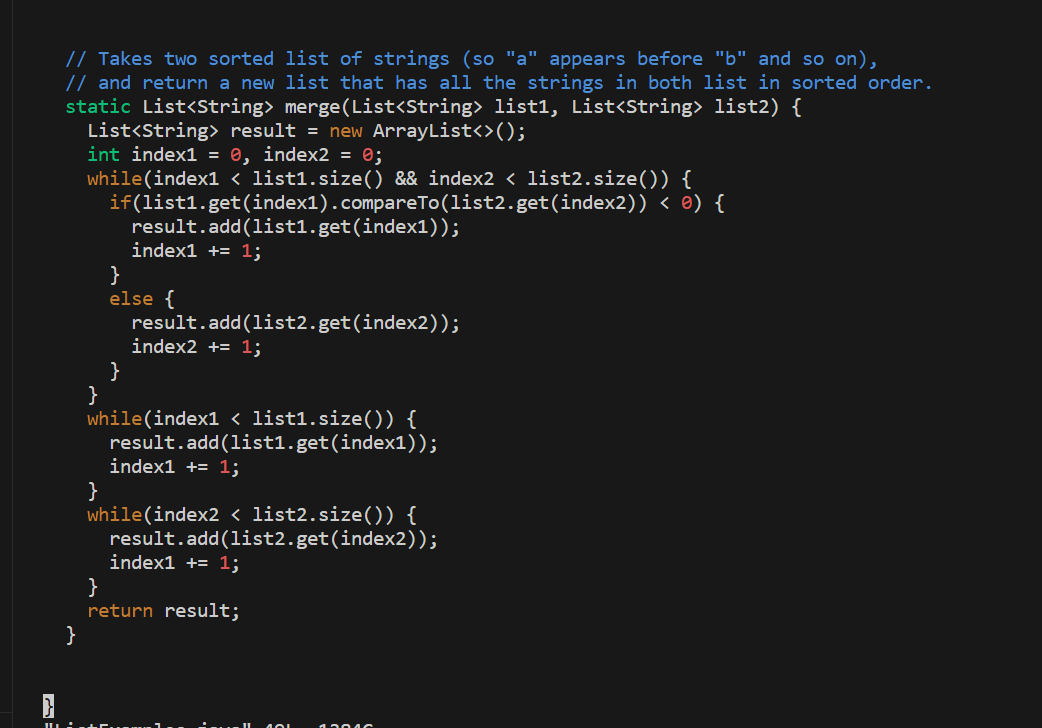 // Takes two sorted list of strings (so "a" appears before "b" and so on),
// and return a new list that has all the strings in both list in sorted order.
static List<String> merge(List<String> list1, List<String> list2) {
  List<String> result = new ArrayList<>();
  int index1 = 0, index2 = 0;
  while(index1 < list1.size() && index2 < list2.size()) {
    if(list1.get(index1).compareTo(list2.get(index2)) < 0) {
      result.add(list1.get(index1));
      index1 += 1;
    }
    else {
      result.add(list2.get(index2));
      index2 += 1;
    }
  }
  while(index1 < list1.size()) {
    result.add(list1.get(index1));
    index1 += 1;
  }
  while(index2 < list2.size()) {
    result.add(list2.get(index2));
    index1 += 1;
  }
  return result;
}
}